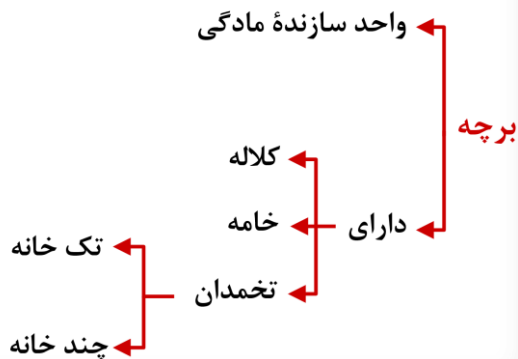 واحد سازندهٔ مادگی
برچه
کلاله
دارای
خامه
تک خانه
تخمدان
چند خانه